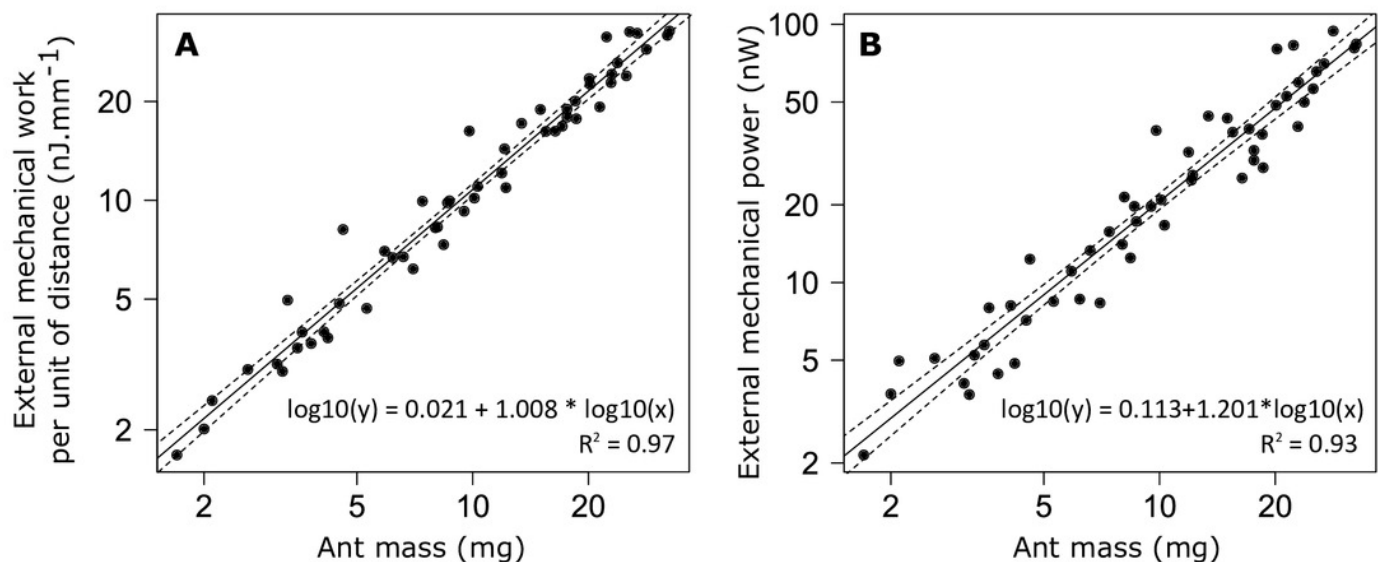 A
External mechanical work
per unit of distance (nJ.mm⁻¹)
20
10
5
2
log10(y) = 0.021 + 1.008 * log10(x)
R² = 0.97
2 5 10 20
Ant mass (mg)
B
External mechanical power (nW)
100
50
20
10
5
2
log10(y) = 0.113+1.201*log10(x)
R² = 0.93
2 5 10 20
Ant mass (mg)